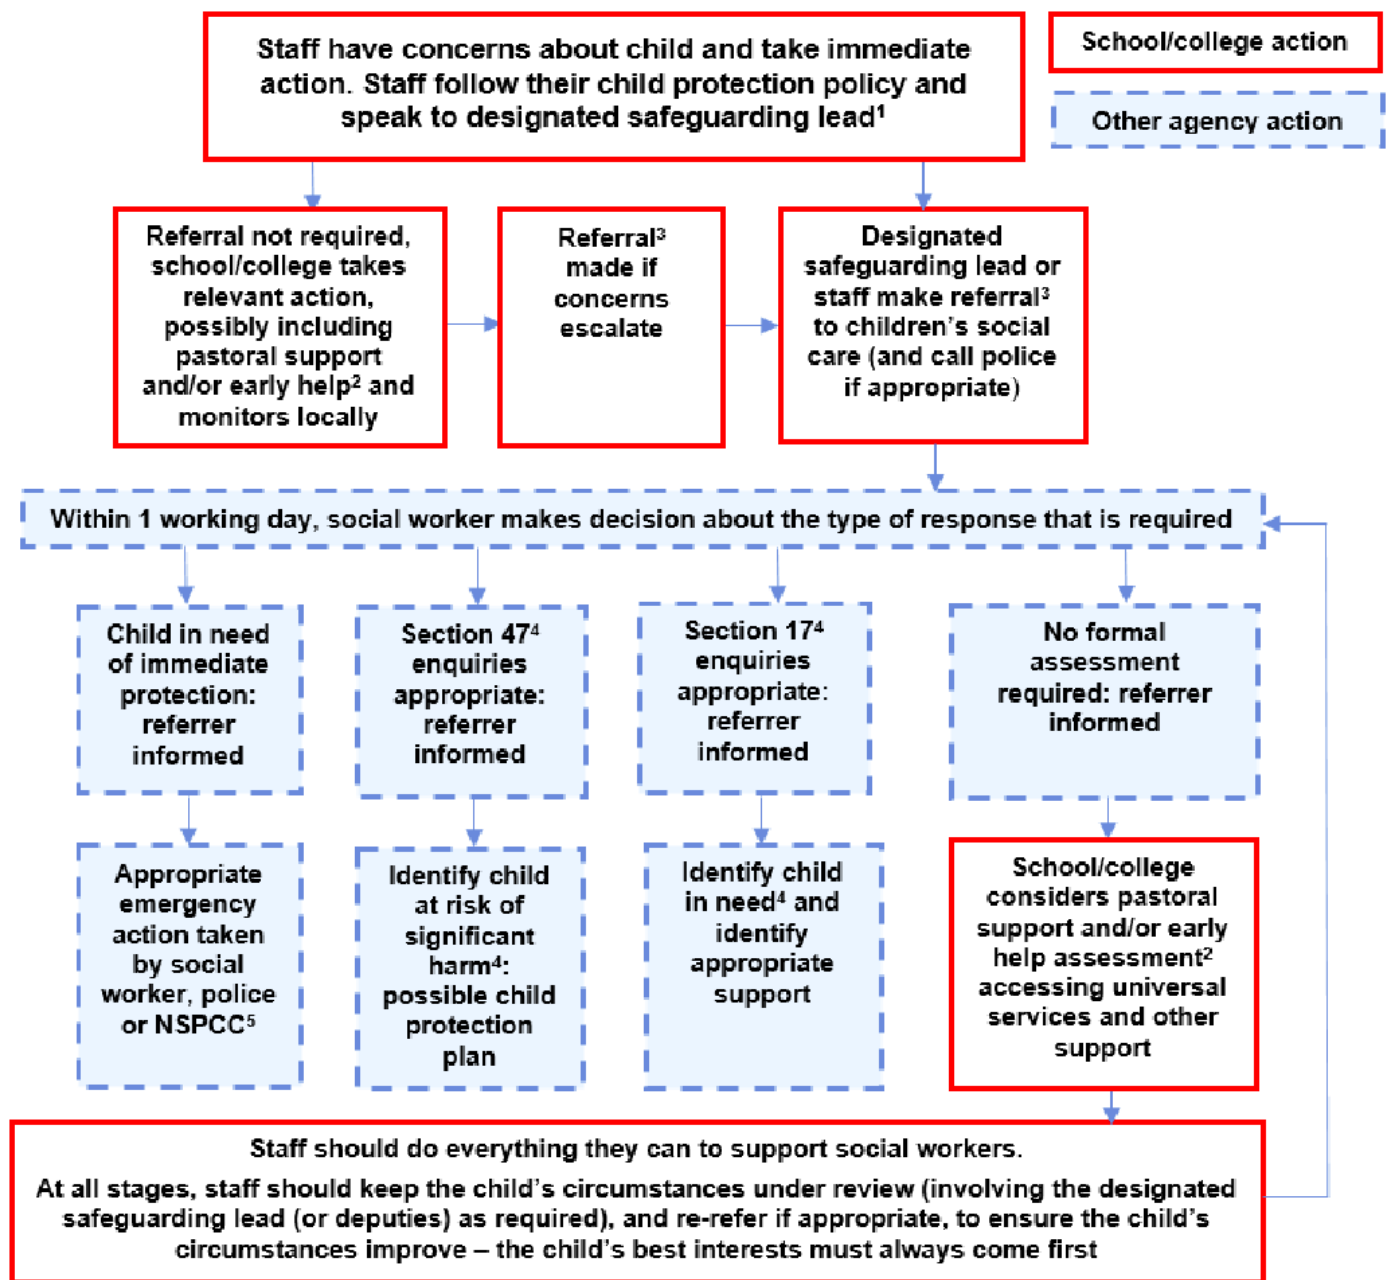 Staff have concerns about child and take immediate
action. Staff follow their child protection policy and
speak to designated safeguarding lead¹
School/college action
Other agency action
Referral not required,
school/college takes
relevant action,
possibly including
pastoral support
and/or early help² and
monitors locally
Referral³
made if
concerns
escalate
Designated
safeguarding lead or
staff make referral³
to children’s social
care (and call police
if appropriate)
Within 1 working day, social worker makes decision about the type of response that is required
Child in need
of immediate
protection:
referrer
informed
Section 47⁴
enquiries
appropriate:
referrer
informed
Section 17⁴
enquiries
appropriate:
referrer
informed
No formal
assessment
required: referrer
informed
Appropriate
emergency
action taken
by social
worker, police
or NSPCC⁵
Identify child
at risk of
significant
harm⁴:
possible child
protection
plan
Identify child
in need⁴ and
identify
appropriate
support
School/college
considers pastoral
support and/or early
help assessment²
accessing universal
services and other
support
Staff should do everything they can to support social workers.
At all stages, staff should keep the child’s circumstances under review (involving the designated
safeguarding lead (or deputies) as required), and re-refer if appropriate, to ensure the child’s
circumstances improve – the child’s best interests must always come first